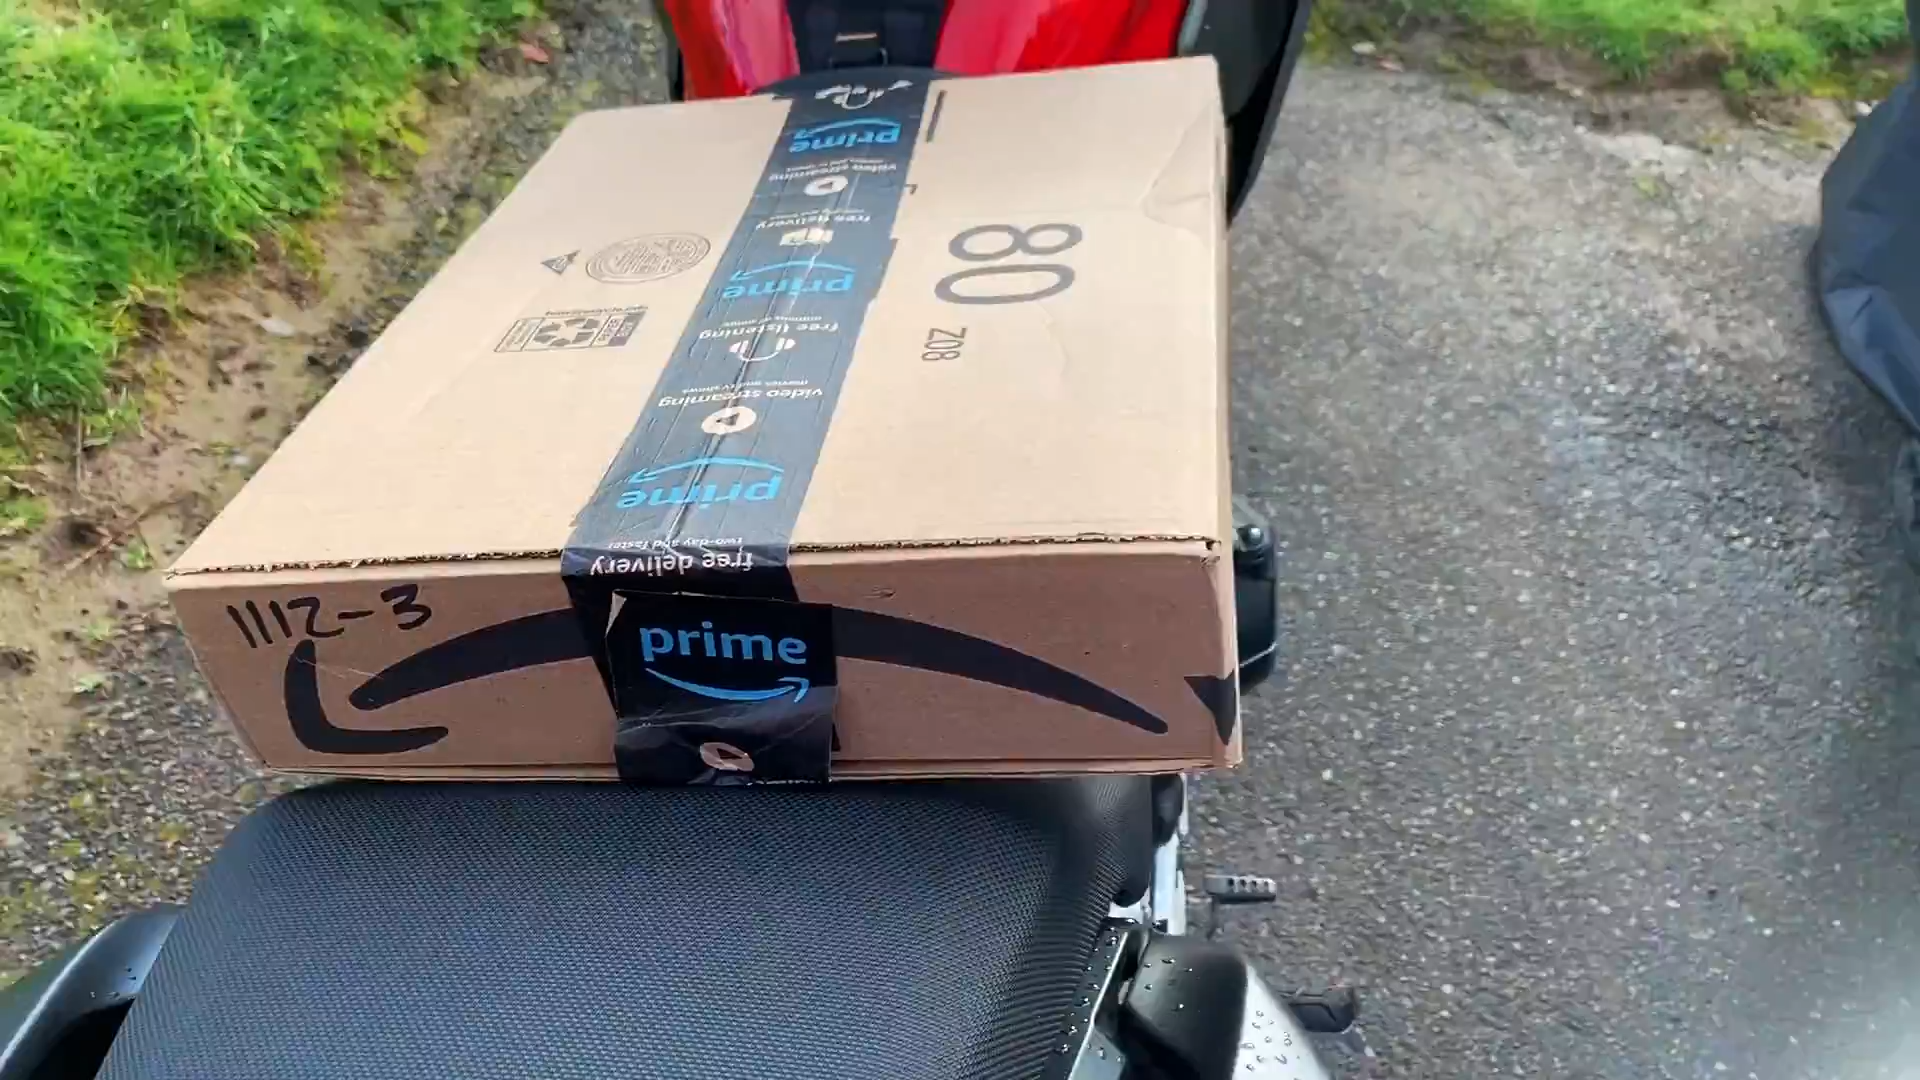 prime
video streaming
free delivery
prime
free listening
video streaming
movies and tv shows
prime
two-day and faster
free delivery
80
Z08
1112-3
prime